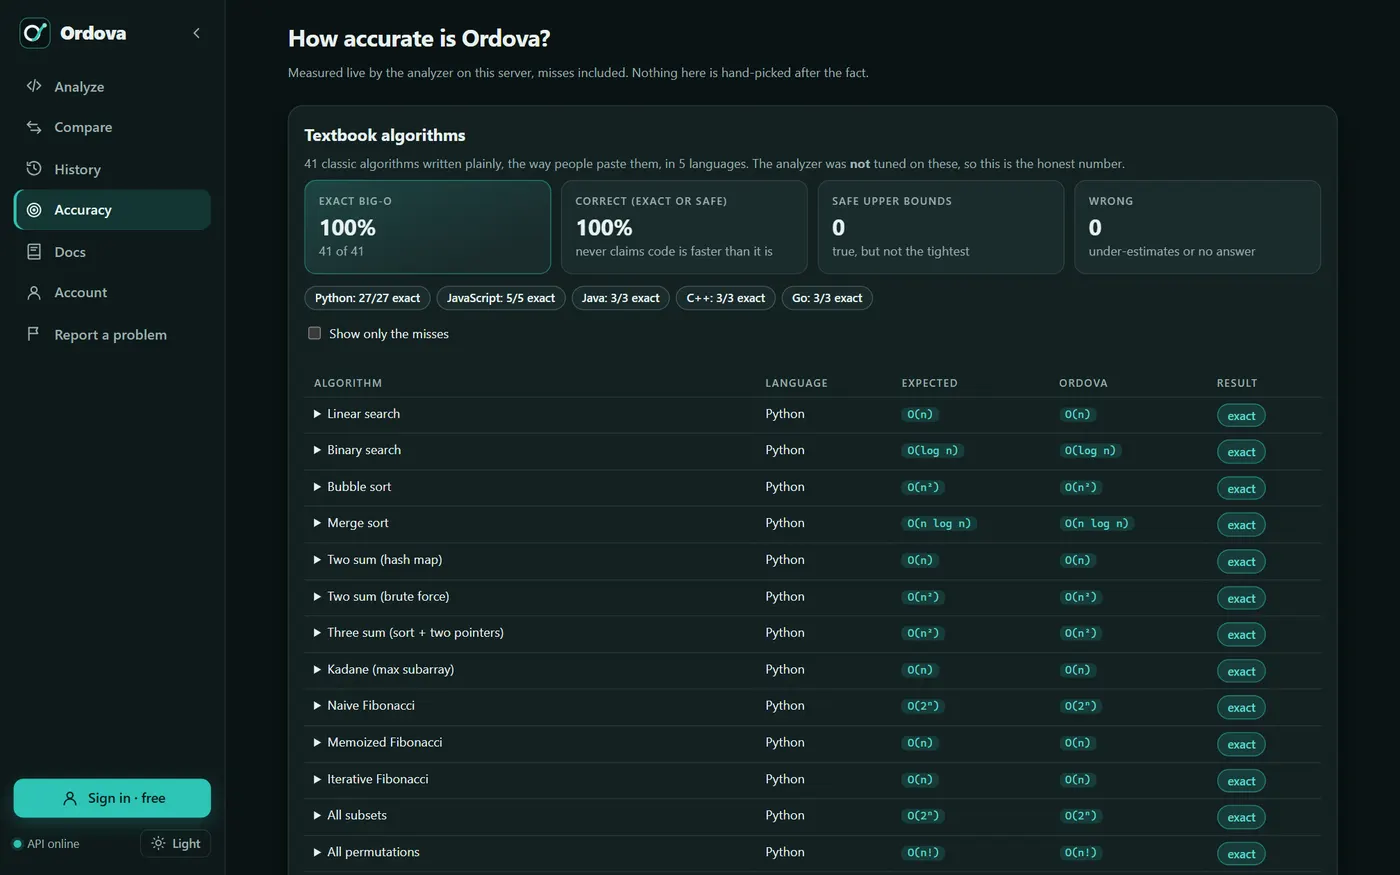 Ordova
Analyze
Compare
History
Accuracy
Docs
Account
Report a problem
Sign in · free
API online
Light
How accurate is Ordova?
Measured live by the analyzer on this server, misses included. Nothing here is hand-picked after the fact.
Textbook algorithms
41 classic algorithms written plainly, the way people paste them, in 5 languages. The analyzer was not tuned on these, so this is the honest number.
EXACT BIG-O
100%
41 of 41
CORRECT (EXACT OR SAFE)
100%
never claims code is faster than it is
SAFE UPPER BOUNDS
0
true, but not the tightest
WRONG
0
under-estimates or no answer
Python: 27/27 exact JavaScript: 5/5 exact Java: 3/3 exact C++: 3/3 exact Go: 3/3 exact
Show only the misses
ALGORITHM LANGUAGE EXPECTED ORDOVA RESULT
Linear search Python O(n) O(n) exact
Binary search Python O(log n) O(log n) exact
Bubble sort Python O(n²) O(n²) exact
Merge sort Python O(n log n) O(n log n) exact
Two sum (hash map) Python O(n) O(n) exact
Two sum (brute force) Python O(n²) O(n²) exact
Three sum (sort + two pointers) Python O(n²) O(n²) exact
Kadane (max subarray) Python O(n) O(n) exact
Naive Fibonacci Python O(2ⁿ) O(2ⁿ) exact
Memoized Fibonacci Python O(n) O(n) exact
Iterative Fibonacci Python O(n) O(n) exact
All subsets Python O(2ⁿ) O(2ⁿ) exact
All permutations Python O(n!) O(n!) exact